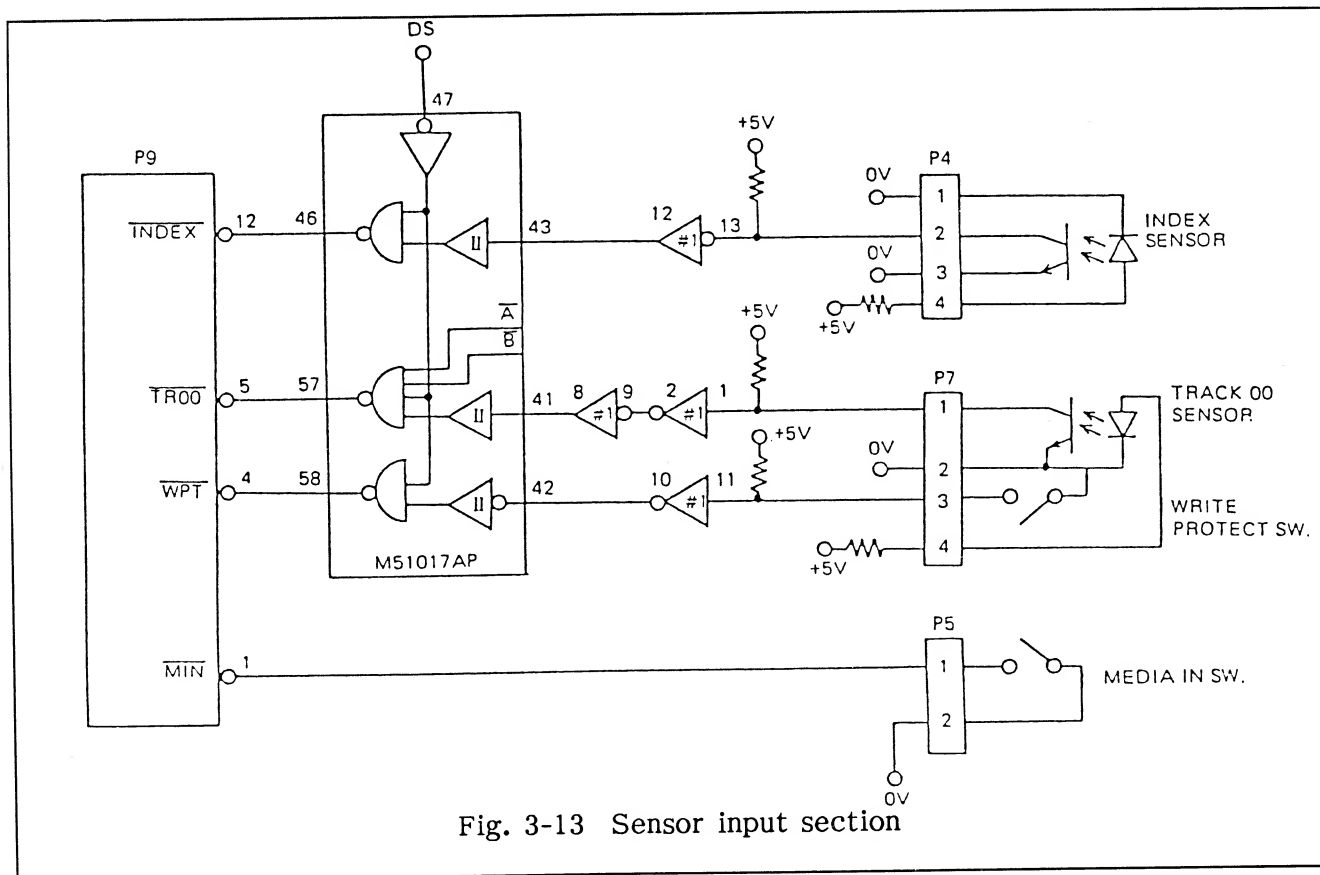 DS
47
P9
+5V
P4
0V
1
INDEX
SENSOR
INDEX
12
46
43
12
#1
13
2
II
0V
3
4
+5V
A
B
+5V
P7
TR00
5
57
II
41
8
#1
9
2
#1
1
1
TRACK 00
SENSOR
+5V
0V
2
WPT
4
58
II
42
10
#1
11
3
WRITE
PROTECT SW.
M51017AP
+5V
4
P5
MIN
1
1
MEDIA IN SW.
2
0V
Fig. 3-13 Sensor input section